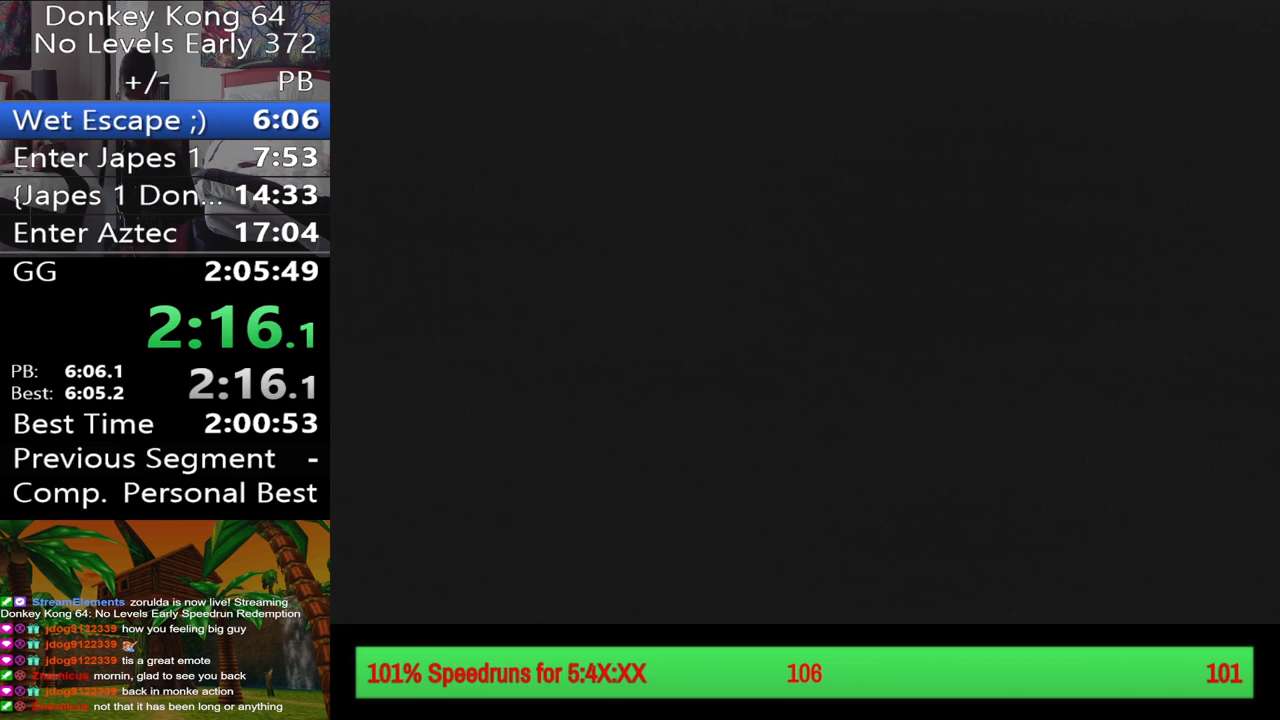 Donkey Kong 64
No Levels Early 372
+/- PB
Wet Escape ;) 6:06
Enter Japes 1 7:53
{Japes 1 Don... 14:33
Enter Aztec 17:04
GG 2:05:49
2:16.1
PB: 6:06.1
Best: 6:05.2
2:16.1
Best Time 2:00:53
Previous Segment -
Comp. Personal Best
StreamElements zorulda is now live! Streaming
Donkey Kong 64: No Levels Early Speedrun Redemption
jdog9122339 how you feeling big guy
jdog9122339
jdog9122339 tis a great emote
mornin, glad to see you back
jdog9122339 back in monke action
not that it has been long or anything
101% Speedruns for 5:4X:XX 106 101